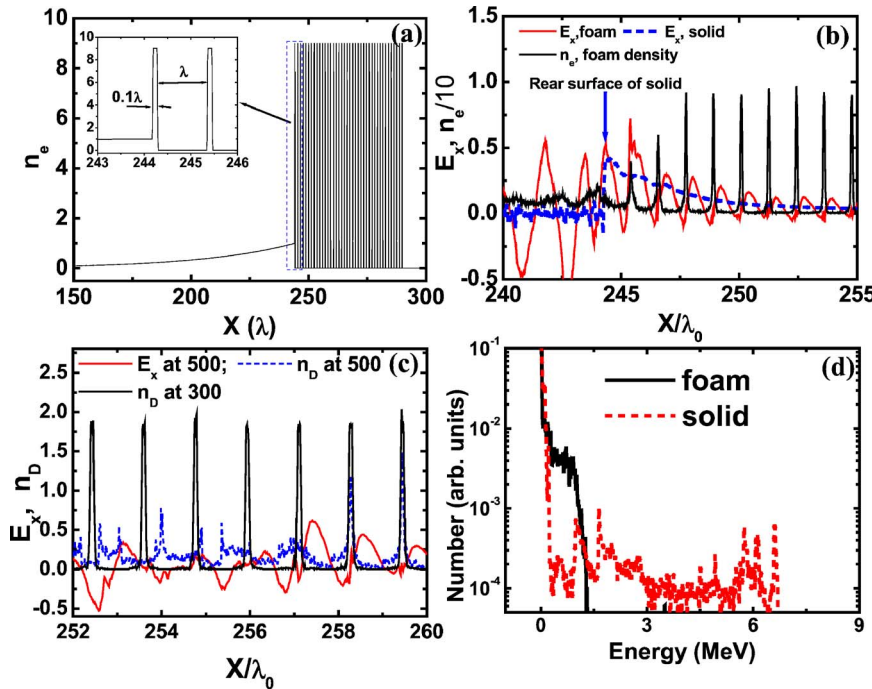 (a)
n_e
10
8
6
4
2
0
10
8
6
4
2
0
λ
0.1λ
243 244 245 246
150 200 250 300
X (λ)
(b)
E_x,foam E_x, solid
n_e, foam density
Rear surface of solid
E_x, n_e/10
1.5
1.0
0.5
0.0
-0.5
240 245 250 255
X/λ_0
(c)
E_x at 500; n_D at 500
n_D at 300
E_x, n_D
2.5
2.0
1.5
1.0
0.5
0.0
-0.5
252 254 256 258 260
X/λ_0
(d)
foam
solid
Number (arb. units)
10^-1
10^-2
10^-3
10^-4
0 3 6 9
Energy (MeV)